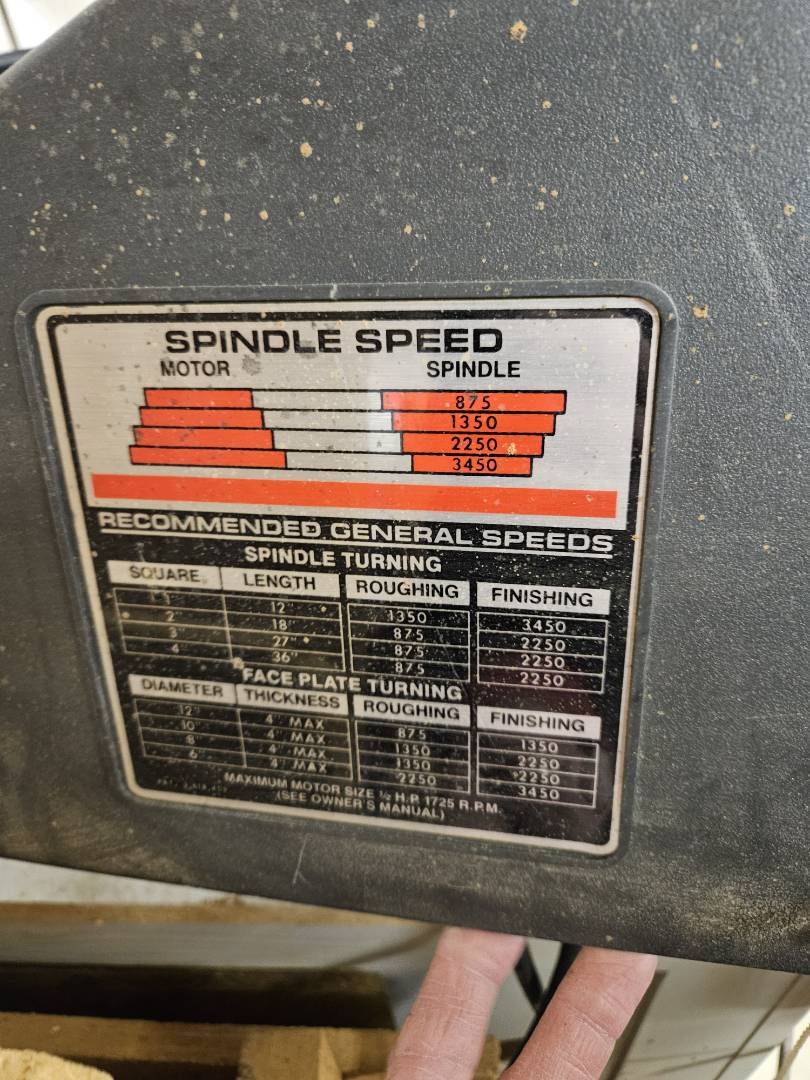 SPINDLE SPEED
MOTOR SPINDLE
875
1350
2250
3450
RECOMMENDED GENERAL SPEEDS
SPINDLE TURNING
SQUARE LENGTH ROUGHING FINISHING
1" 12" 1350 3450
2" 18" 875 2250
3" 27" 875 2250
4" 36" 875 2250
FACE PLATE TURNING
DIAMETER THICKNESS ROUGHING FINISHING
12" 4" MAX 875 1350
10" 4" MAX 1350 2250
8" 4" MAX 1350 2250
6" 4" MAX 2250 3450
MAXIMUM MOTOR SIZE ½ H.P. 1725 R.P.M.
(SEE OWNER'S MANUAL)